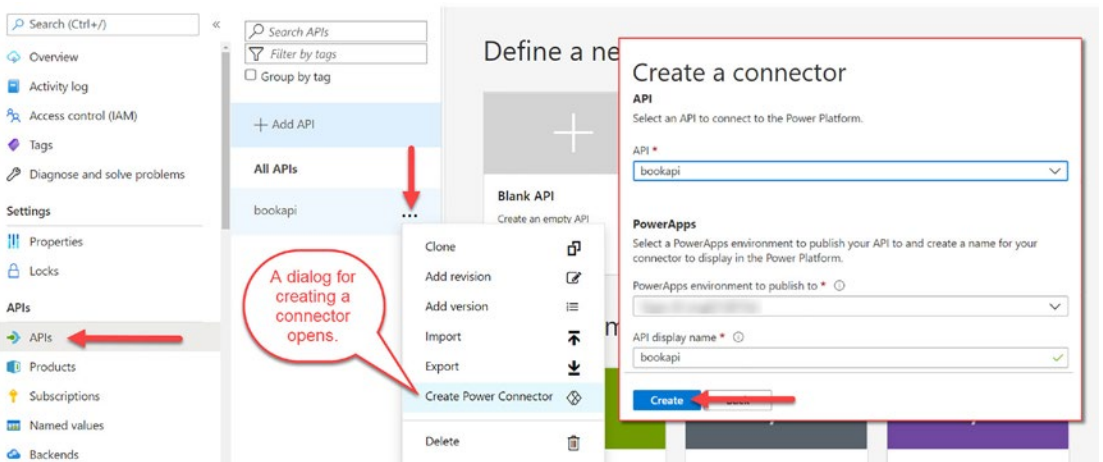 Search (Ctrl+/)
«
Overview
Activity log
Access control (IAM)
Tags
Diagnose and solve problems
Settings
Properties
Locks
APIs
APIs
Products
Subscriptions
Named values
Backends
Search APIs
Filter by tags
Group by tag
+ Add API
All APIs
bookapi
...
A dialog for
creating a
connector
opens.
Clone
Add revision
Add version
Import
Export
Create Power Connector
Delete
Define a ne
Blank API
Create an empty API
m
Create a connector
API
Select an API to connect to the Power Platform.
API *
bookapi
PowerApps
Select a PowerApps environment to publish your API to and create a name for your
connector to display in the Power Platform.
PowerApps environment to publish to *
API display name *
bookapi
Create